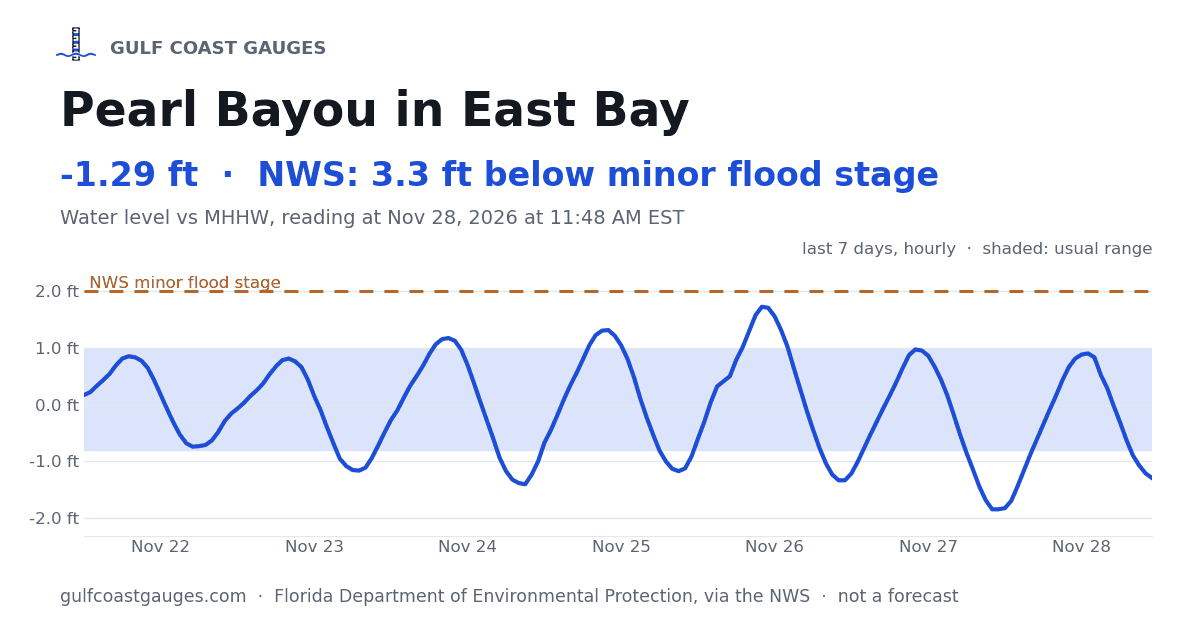 GULF COAST GAUGES
Pearl Bayou in East Bay
-1.29 ft · NWS: 3.3 ft below minor flood stage
Water level vs MHHW, reading at Nov 28, 2026 at 11:48 AM EST
last 7 days, hourly · shaded: usual range
NWS minor flood stage
2.0 ft
1.0 ft
0.0 ft
-1.0 ft
-2.0 ft
Nov 22 Nov 23 Nov 24 Nov 25 Nov 26 Nov 27 Nov 28
gulfcoastgauges.com · Florida Department of Environmental Protection, via the NWS · not a forecast